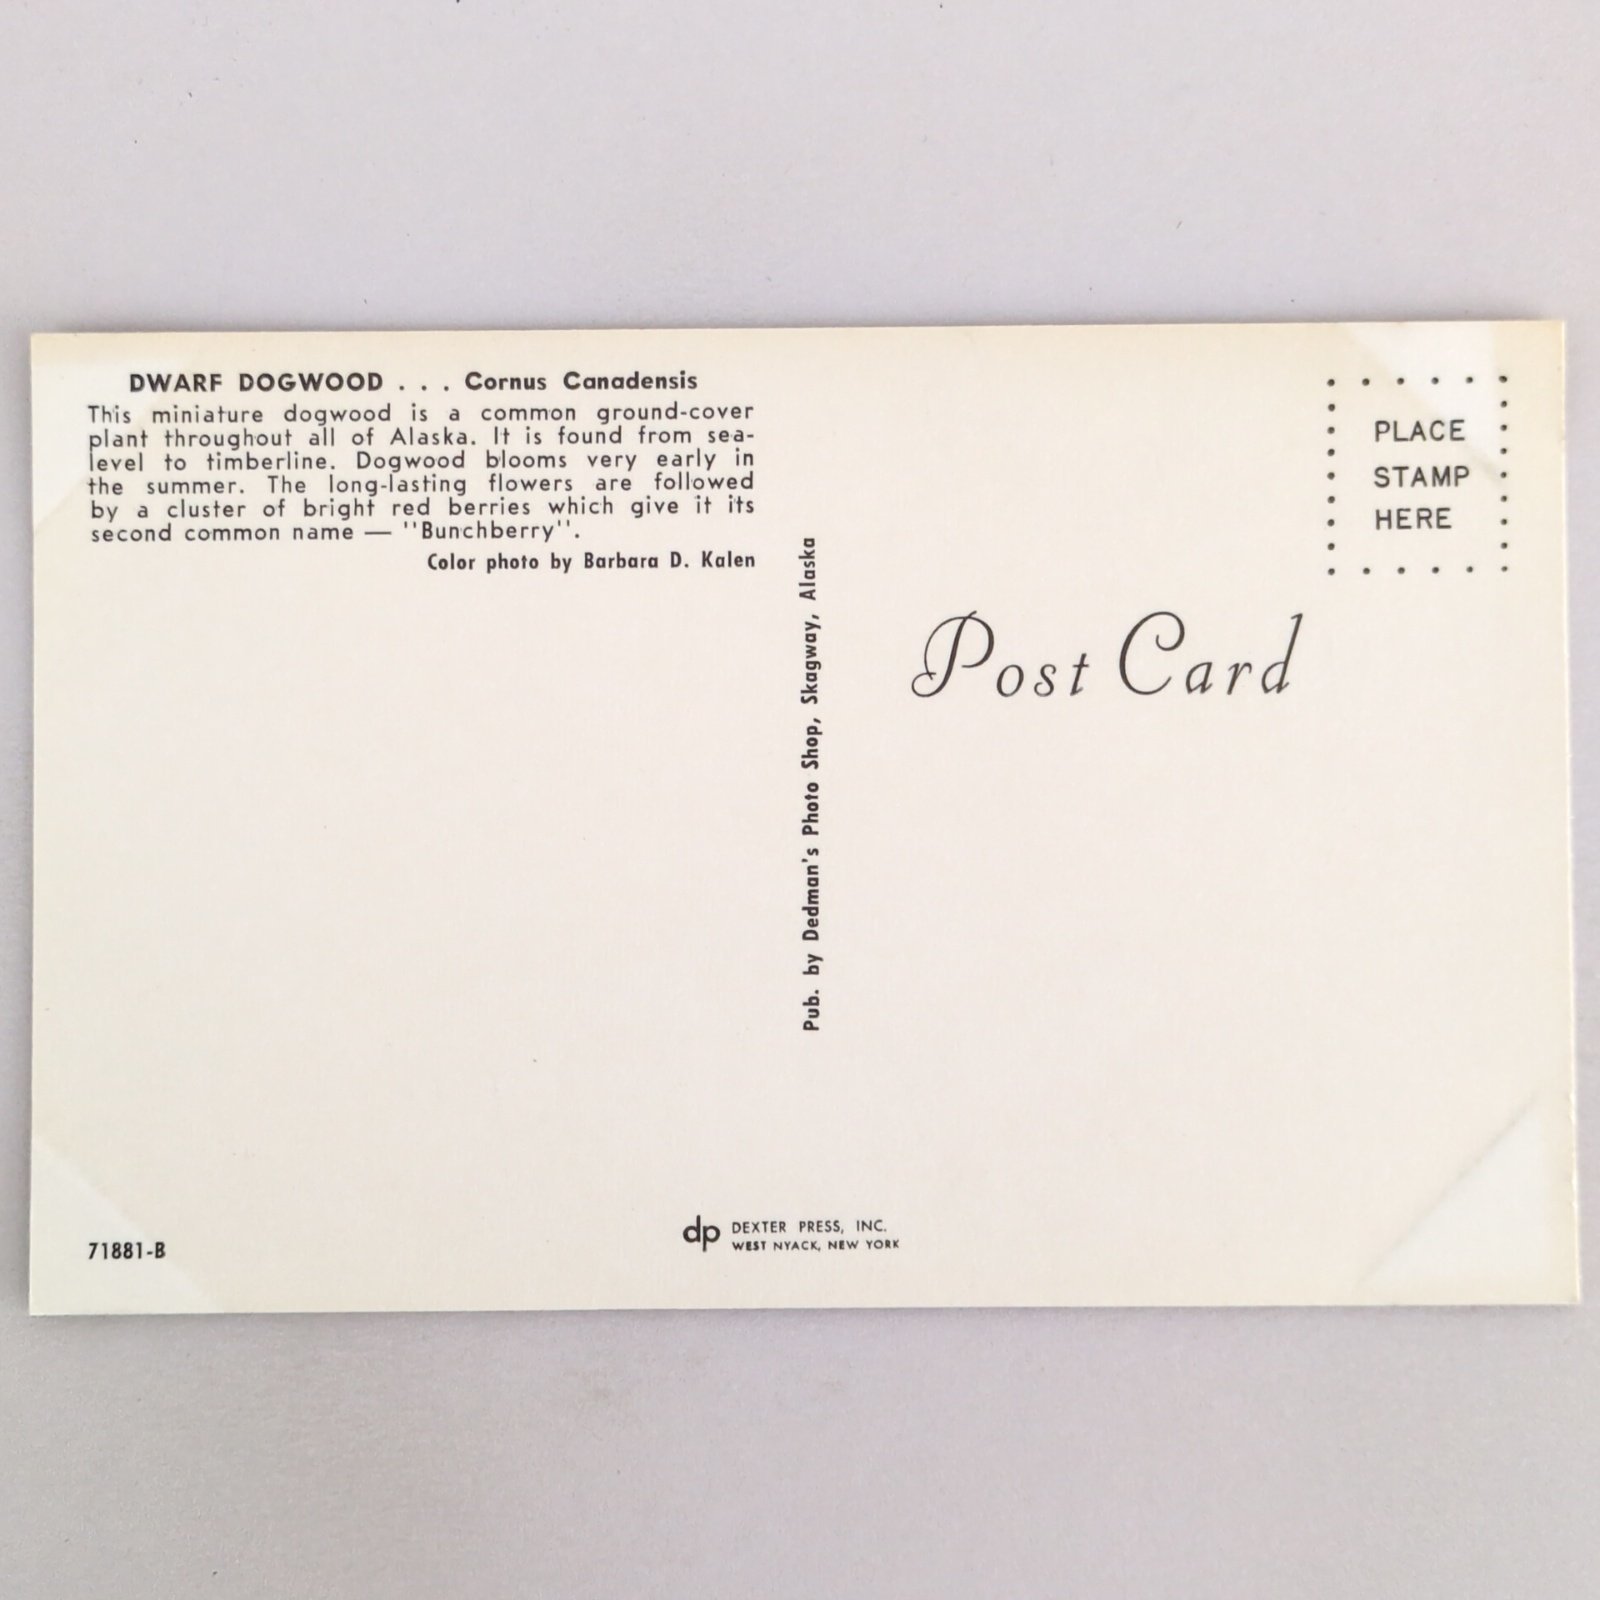 DWARF DOGWOOD . . . Cornus Canadensis
This miniature dogwood is a common ground-cover
plant throughout all of Alaska. It is found from sea-
level to timberline. Dogwood blooms very early in
the summer. The long-lasting flowers are followed
by a cluster of bright red berries which give it its
second common name — ''Bunchberry''.
Color photo by Barbara D. Kalen
Pub. by Dedman's Photo Shop, Skagway, Alaska
PLACE
STAMP
HERE
Post Card
71881-B
dp DEXTER PRESS, INC.
WEST NYACK, NEW YORK